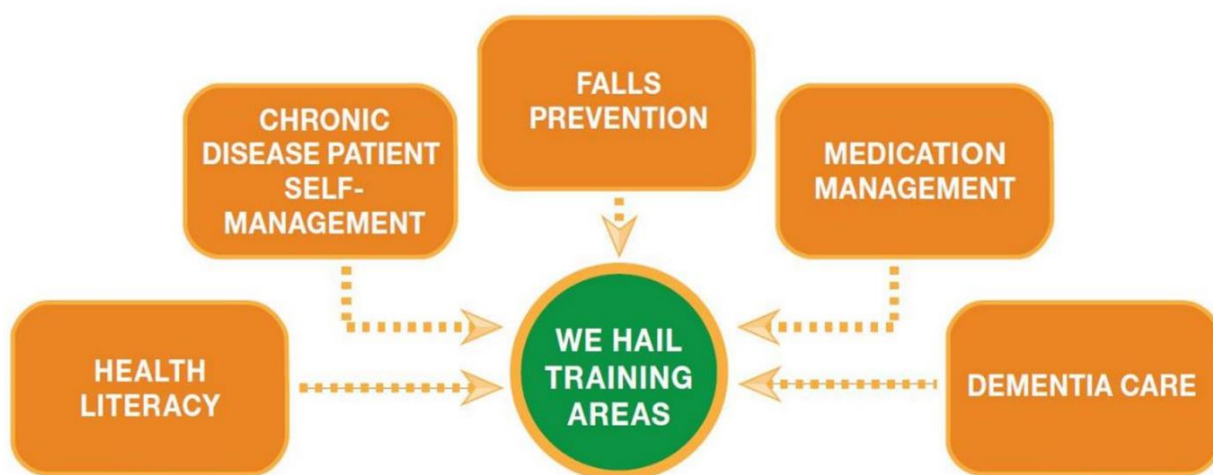 FALLS
PREVENTION
CHRONIC
DISEASE PATIENT
SELF-
MANAGEMENT
MEDICATION
MANAGEMENT
HEALTH
LITERACY
WE HAIL
TRAINING
AREAS
DEMENTIA CARE